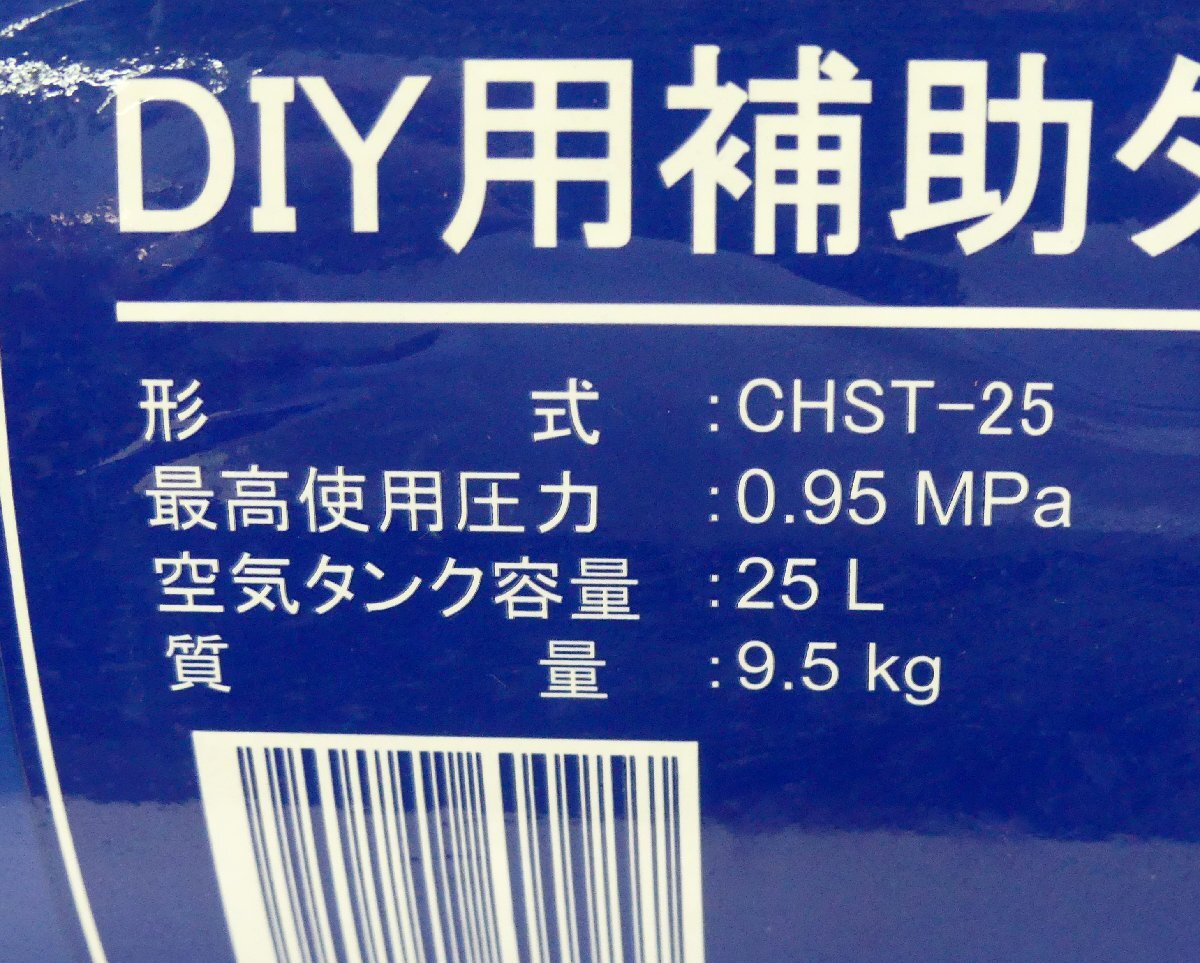 DIY用補助タ
形 式 :CHST-25
最高使用圧力 :0.95 MPa
空気タンク容量 :25 L
質 量 :9.5 kg